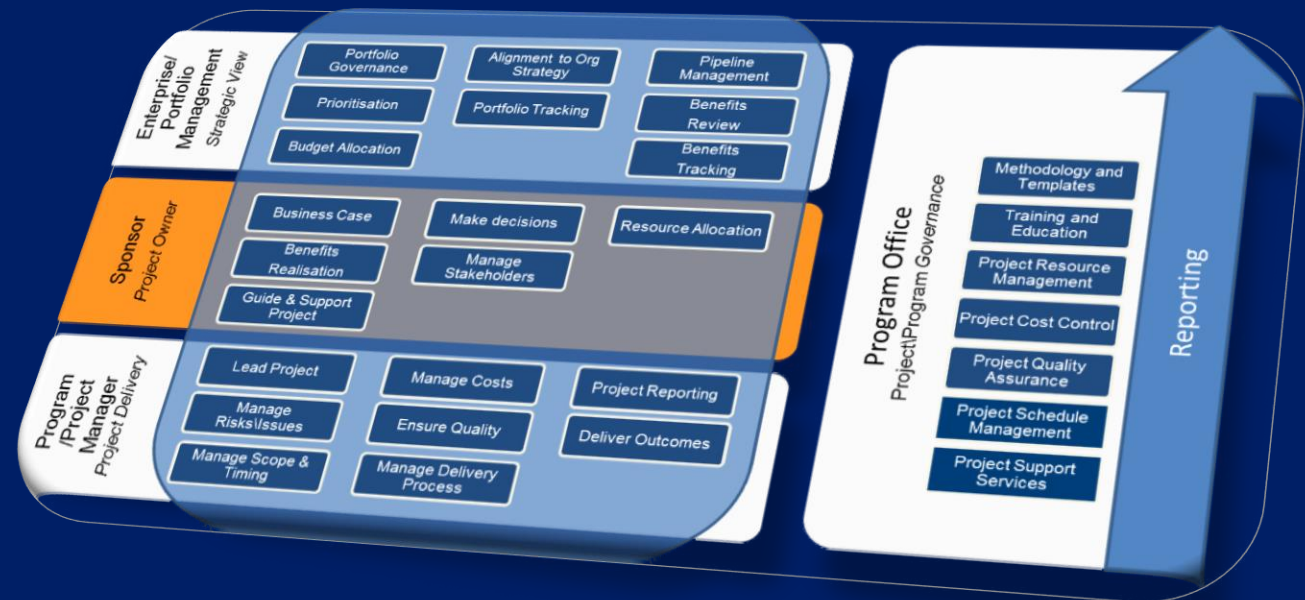 Enterprise/
Portfolio
Management
Strategic View
Portfolio
Governance
Alignment to Org
Strategy
Pipeline
Management
Prioritisation
Portfolio Tracking
Benefits
Review
Budget Allocation
Benefits
Tracking
Sponsor
Project Owner
Business Case
Make decisions
Resource Allocation
Benefits
Realisation
Manage
Stakeholders
Guide & Support
Project
Program
/Project
Manager
Project Delivery
Lead Project
Manage Costs
Project Reporting
Manage
Risks\Issues
Ensure Quality
Deliver Outcomes
Manage Scope &
Timing
Manage Delivery
Process
Program Office
Project\Program Governance
Methodology and
Templates
Training and
Education
Project Resource
Management
Project Cost Control
Project Quality
Assurance
Project Schedule
Management
Project Support
Services
Reporting